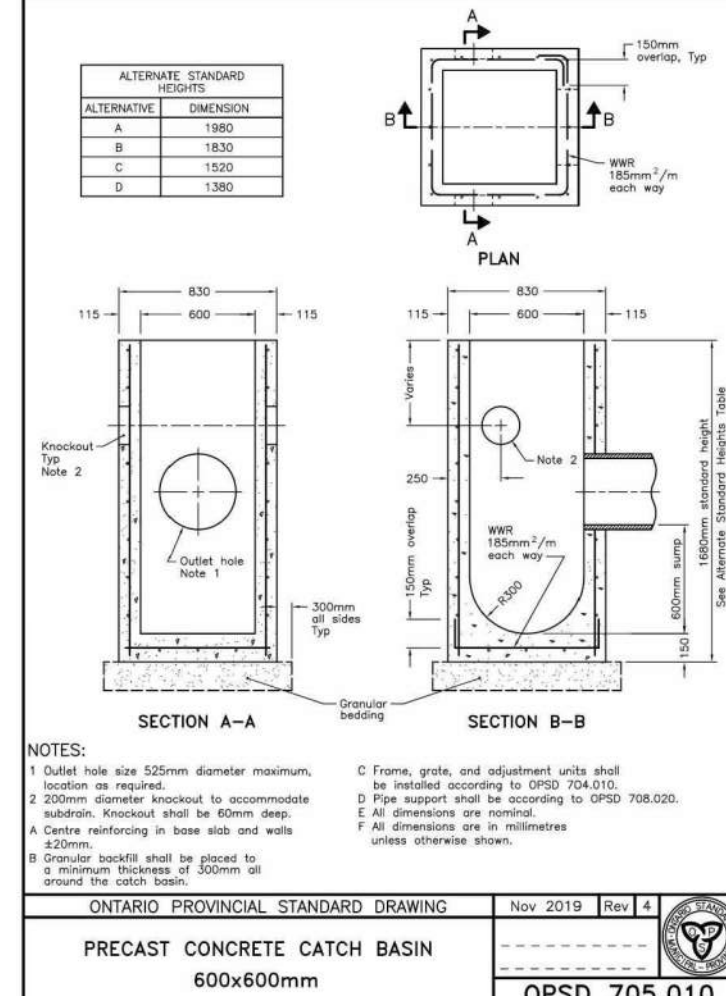 ALTERNATE STANDARD
HEIGHTS
ALTERNATIVE DIMENSION
A 1980
B 1830
C 1520
D 1380
A
150mm
overlap, Typ
B
B
WWR
185mm²/m
each way
A
PLAN
830
115
600
115
Knockout
Typ
Note 2
Outlet hole
Note 1
300mm
all sides
Typ
Granular
bedding
SECTION A-A
830
115
600
115
Varies
Note 2
250
WWR
185mm²/m
each way
150mm overlap
Typ
R300
600mm sump
150
1680mm standard height
See Alternate Standard Heights Table
SECTION B-B
NOTES:
1 Outlet hole size 525mm diameter maximum,
location as required.
2 200mm diameter knockout to accommodate
subdrain. Knockout shall be 60mm deep.
A Centre reinforcing in base slab and walls
±20mm.
B Granular backfill shall be placed to
a minimum thickness of 300mm all
around the catch basin.
C Frame, grate, and adjustment units shall
be installed according to OPSD 704.010.
D Pipe support shall be according to OPSD 708.020.
E All dimensions are nominal.
F All dimensions are in millimetres
unless otherwise shown.
ONTARIO PROVINCIAL STANDARD DRAWING
Nov 2019 Rev 4
PRECAST CONCRETE CATCH BASIN
600x600mm
OPSD 705.010
O P
S